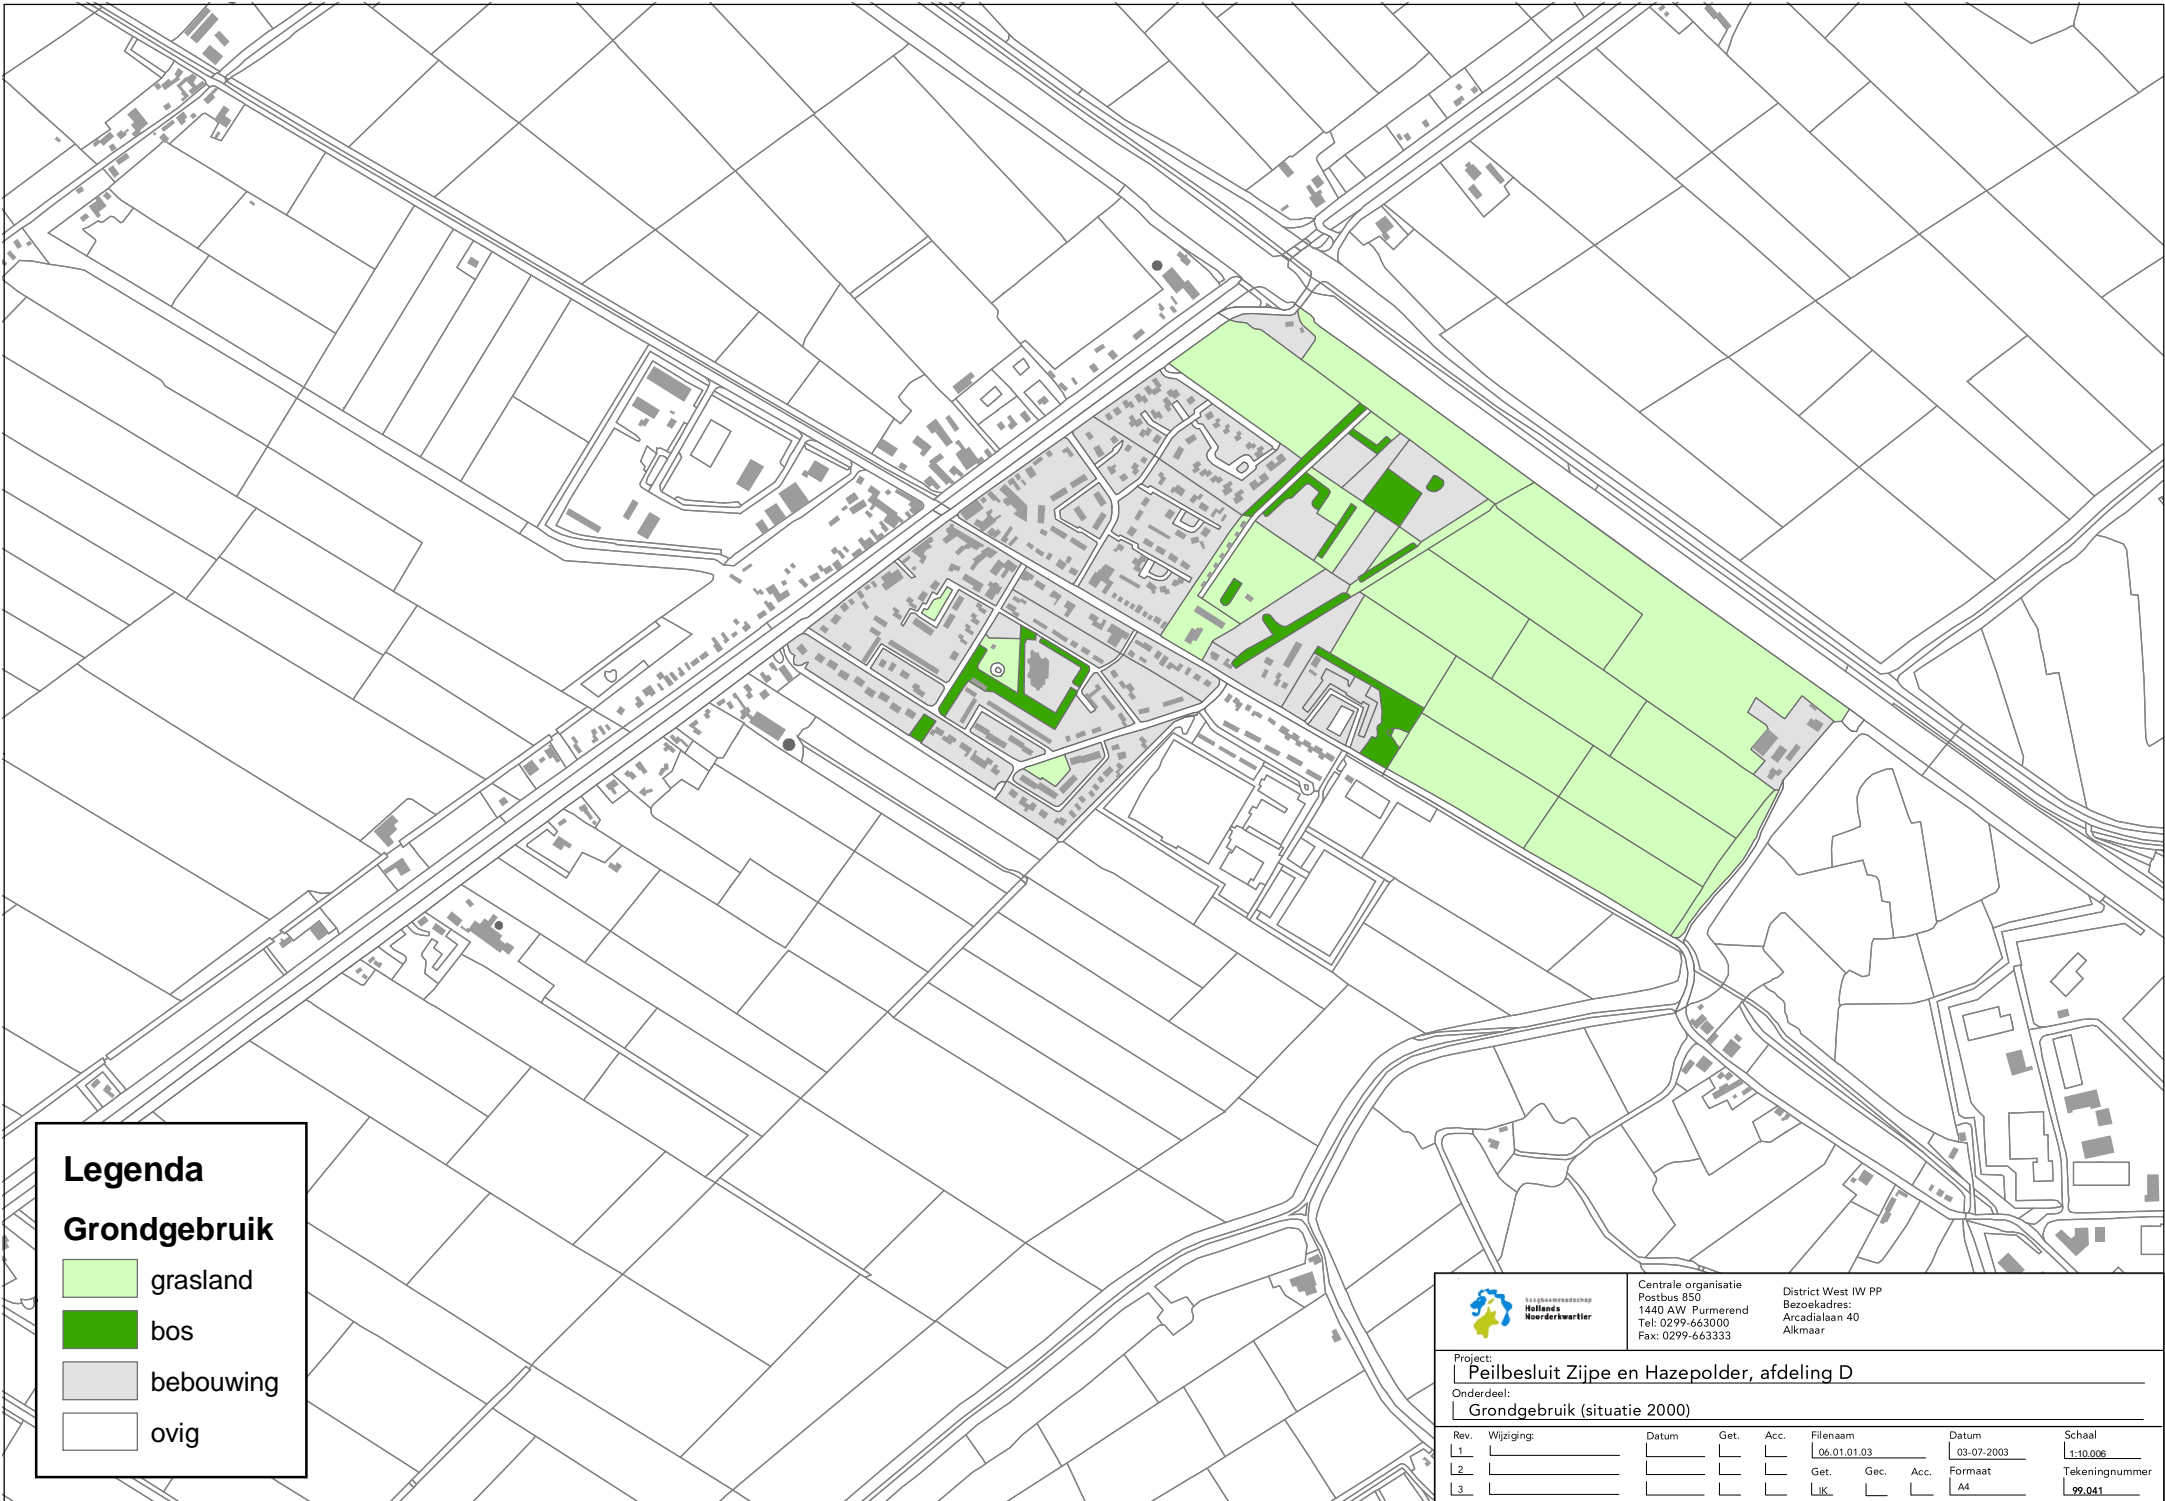 Legenda
Grondgebruik
grasland
bos
bebouwing
ovig
hoogheemraadschap
Hollands
Noorderkwartier
Centrale organisatie
Postbus 850
1440 AW Purmerend
Tel: 0299-663000
Fax: 0299-663333
District West IW PP
Bezoekadres:
Arcadialaan 40
Alkmaar
Project:
Peilbesluit Zijpe en Hazepolder, afdeling D
Onderdeel:
Grondgebruik (situatie 2000)
Rev. Wijziging: Datum Get. Acc. Filenaam Datum Schaal
1 06.01.01.03 03-07-2003 1:10.006
2 Get. Gec. Acc. Formaat Tekeningnummer
3 IK A4 99.041